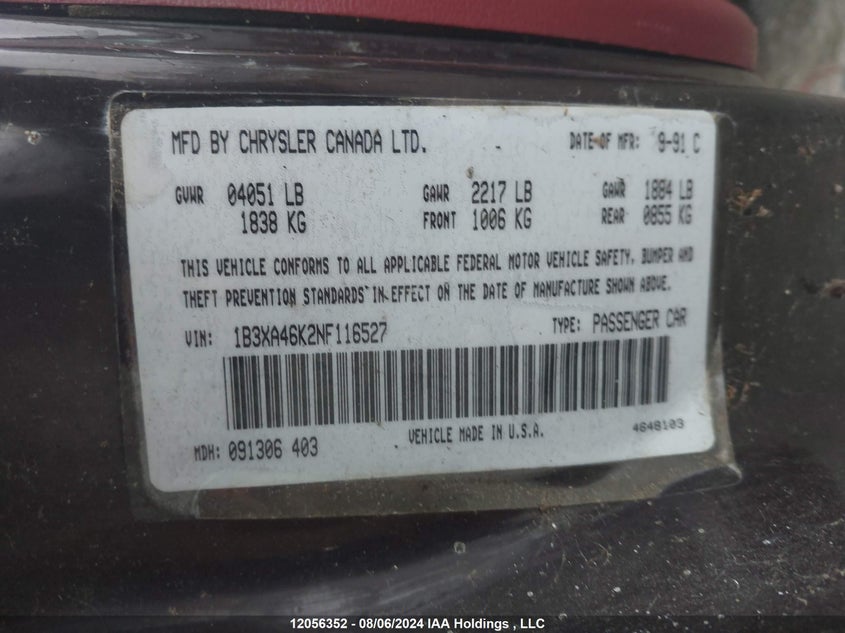 MFD BY CHRYSLER CANADA LTD. DATE OF MFR: 9-91 C
GVWR 04051 LB GAWR 2217 LB GAWR 1884 LB
1838 KG FRONT 1006 KG REAR 0855 KG
THIS VEHICLE CONFORMS TO ALL APPLICABLE FEDERAL MOTOR VEHICLE SAFETY, BUMPER AND
THEFT PREVENTION STANDARDS IN EFFECT ON THE DATE OF MANUFACTURE SHOWN ABOVE.
VIN: 1B3XA46K2NF116527 TYPE: PASSENGER CAR
MDH: 091306 403 VEHICLE MADE IN U.S.A. 4648103
12056352 - 08/06/2024 IAA Holdings , LLC